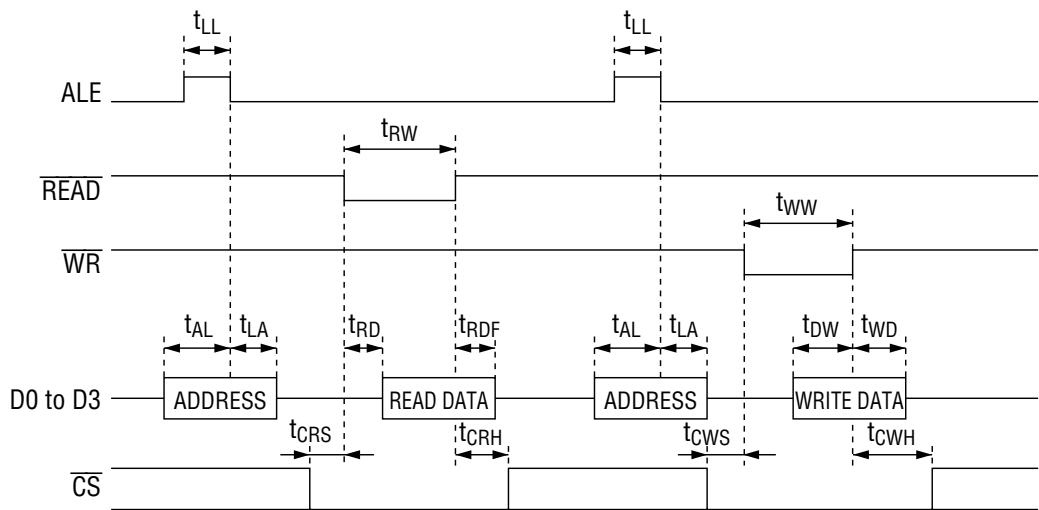 tLL tLL
ALE
tRW
READ
tWW
WR
tAL tLA tRD tRDF tAL tLA tDW tWD
D0 to D3 ADDRESS READ DATA ADDRESS WRITE DATA
tCRS tCRH tCWS tCWH
CS